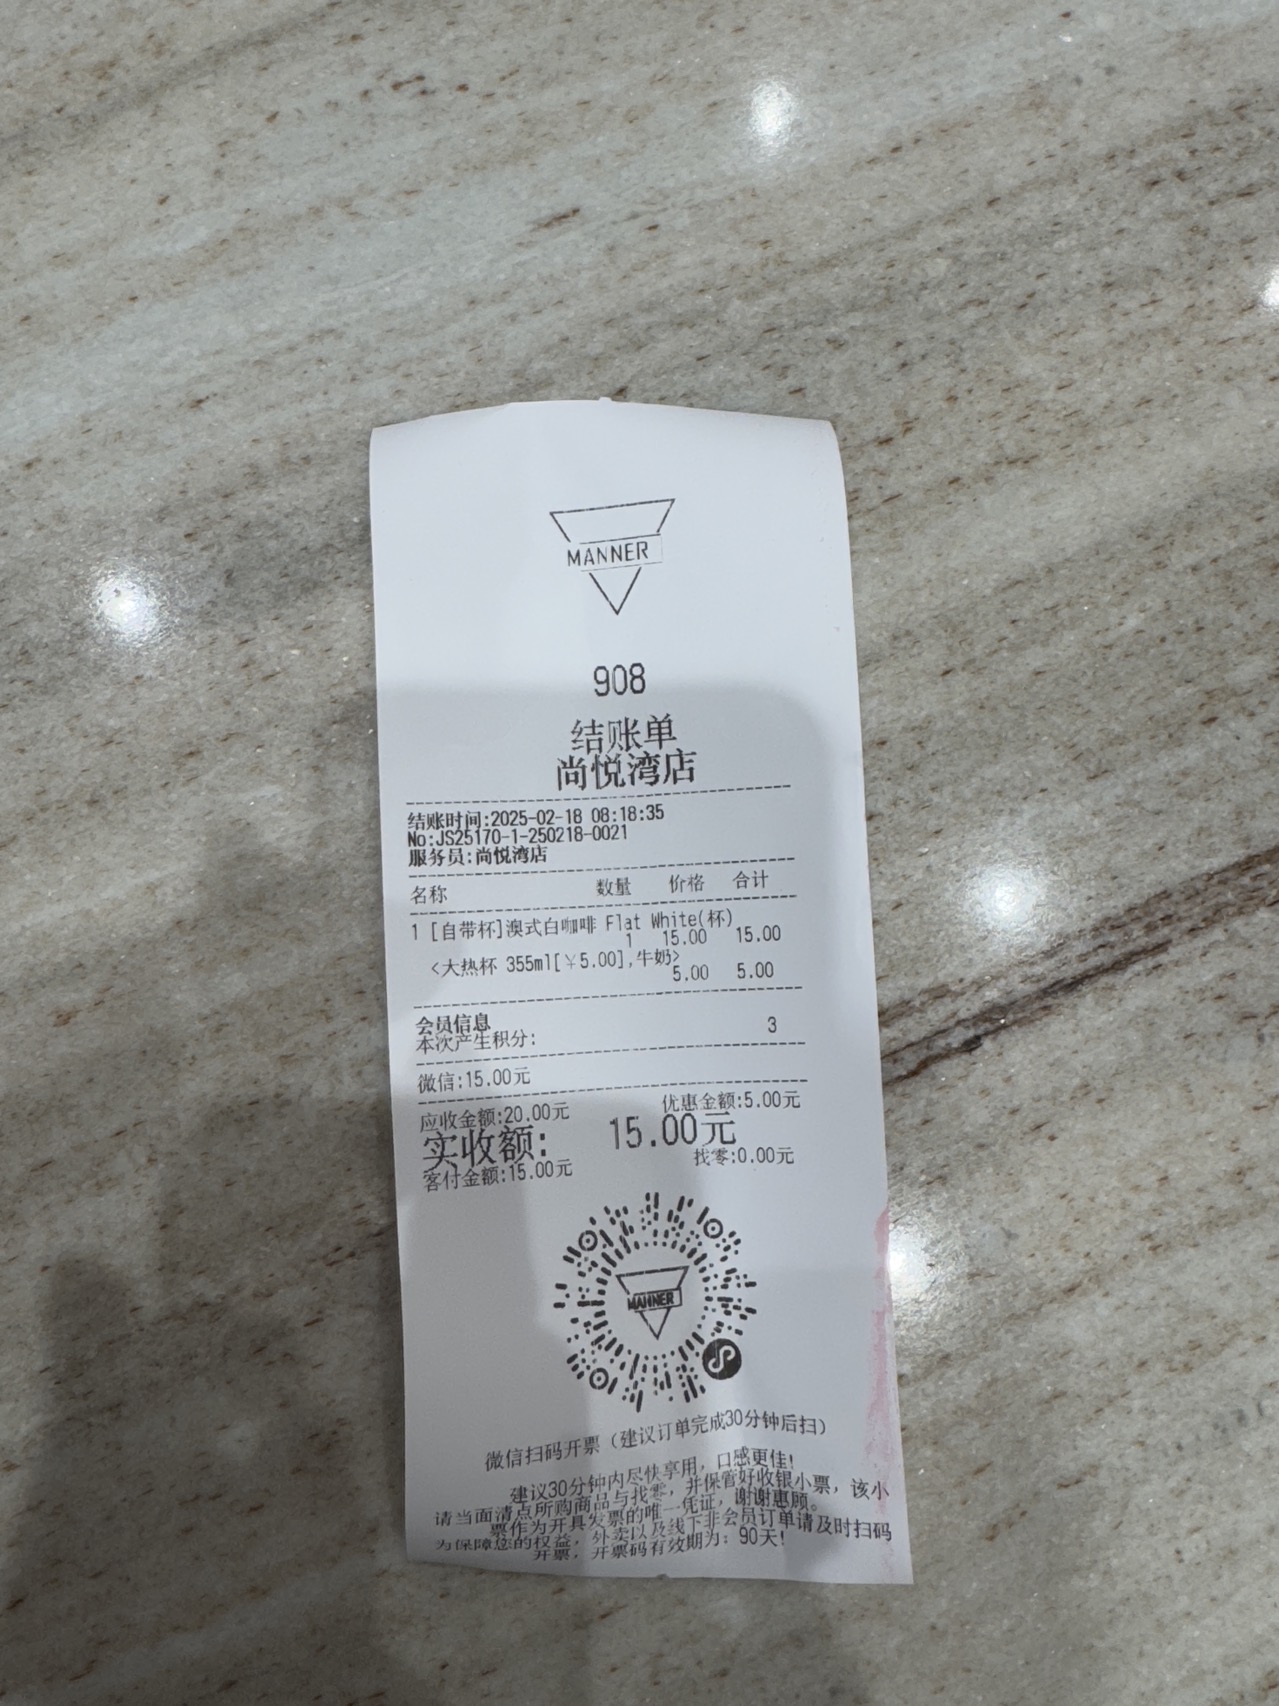 MANNER
908
结账单
尚悦湾店
结账时间:2025-02-18 08:18:35
No:JS25170-1-250218-0021
服务员:尚悦湾店
名称 数量 价格 合计
1 [自带杯]澳式白咖啡 Flat White(杯)
1 15.00 15.00
<大热杯 355ml[￥5.00],牛奶>
5.00 5.00
会员信息
本次产生积分: 3
微信:15.00元
应收金额:20.00元 优惠金额:5.00元
实收额: 15.00元
客付金额:15.00元 找零:0.00元
MANNER
微信扫码开票（建议订单完成30分钟后扫）
建议30分钟内尽快享用，口感更佳!
请当面清点所购商品与找零，并保管好收银小票，该小
票作为开具发票的唯一凭证，谢谢惠顾。
为保障您的权益，外卖以及线下非会员订单请及时扫码
开票，开票码有效期为：90天!